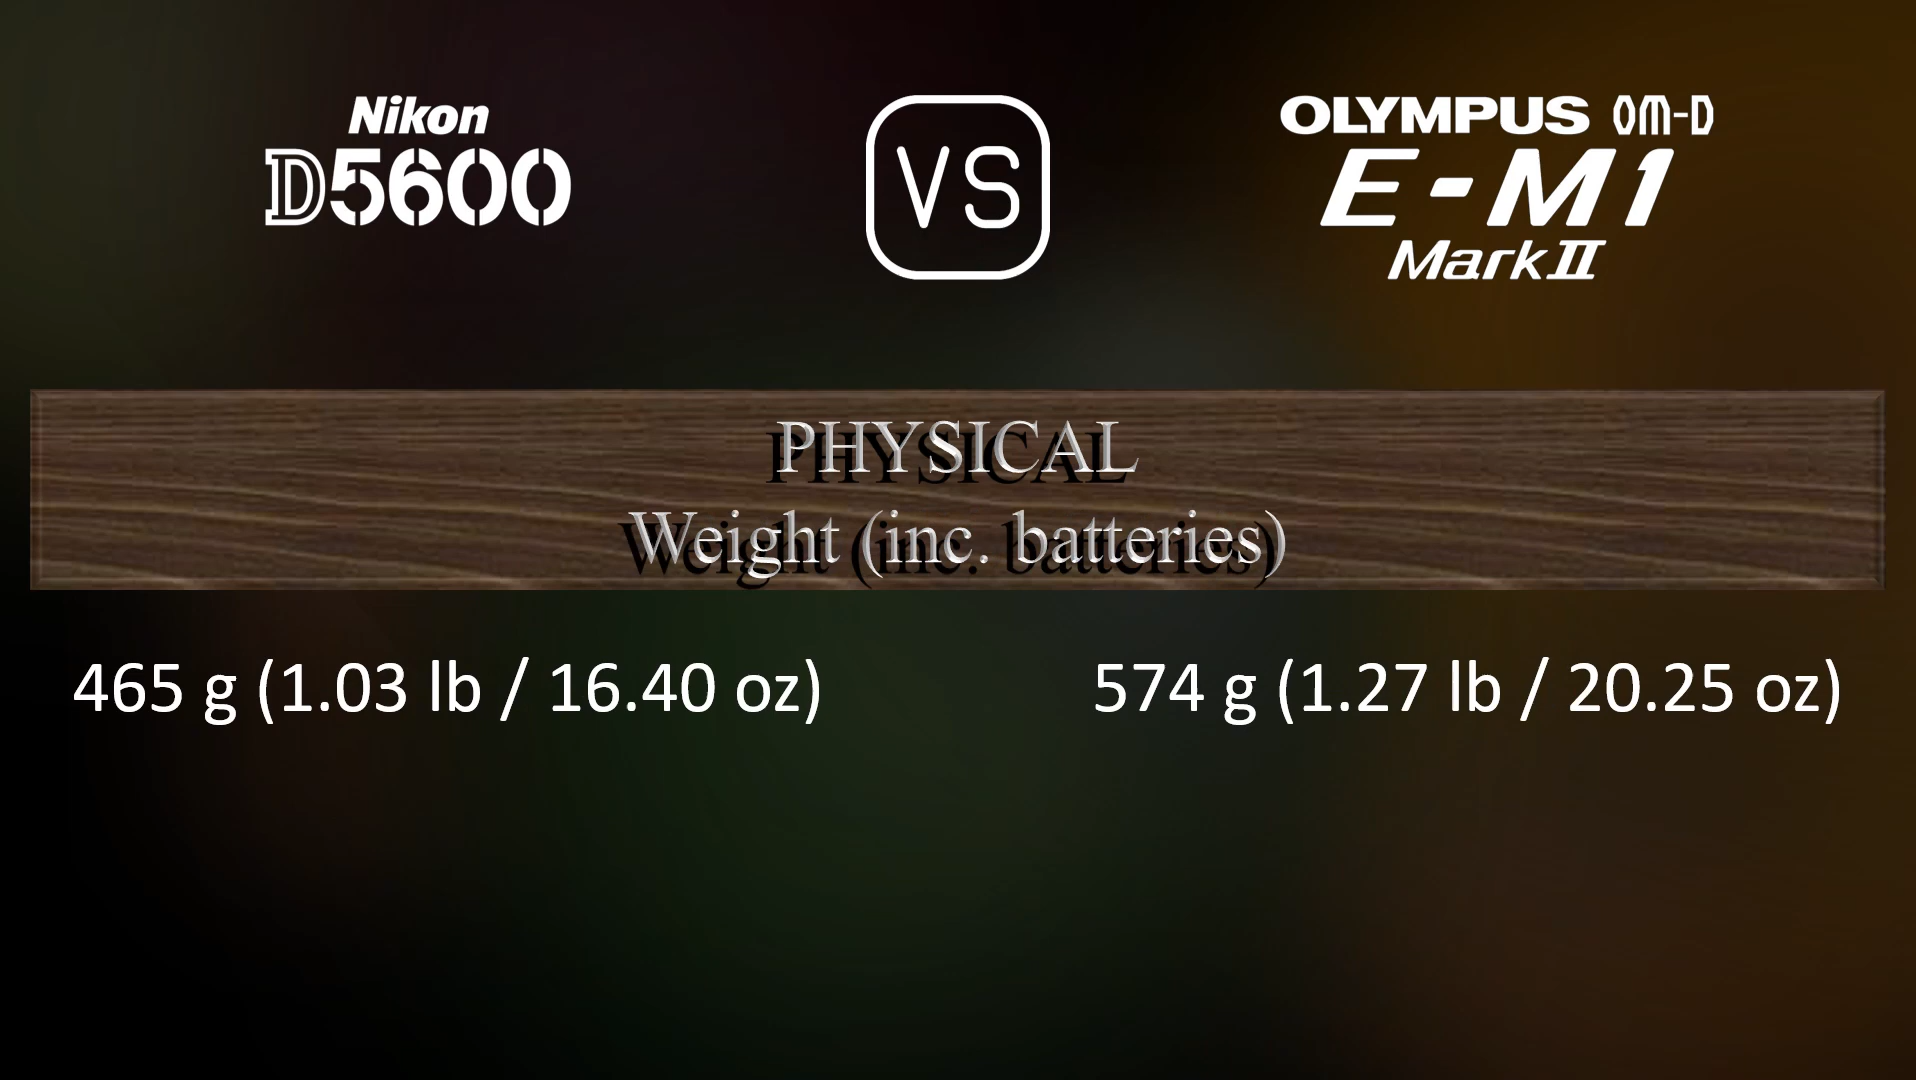 Nikon
D5600
VS
OLYMPUS OM-D
E-M1
Mark II
PHYSICAL
Weight (inc. batteries)
465 g (1.03 lb / 16.40 oz)
574 g (1.27 lb / 20.25 oz)